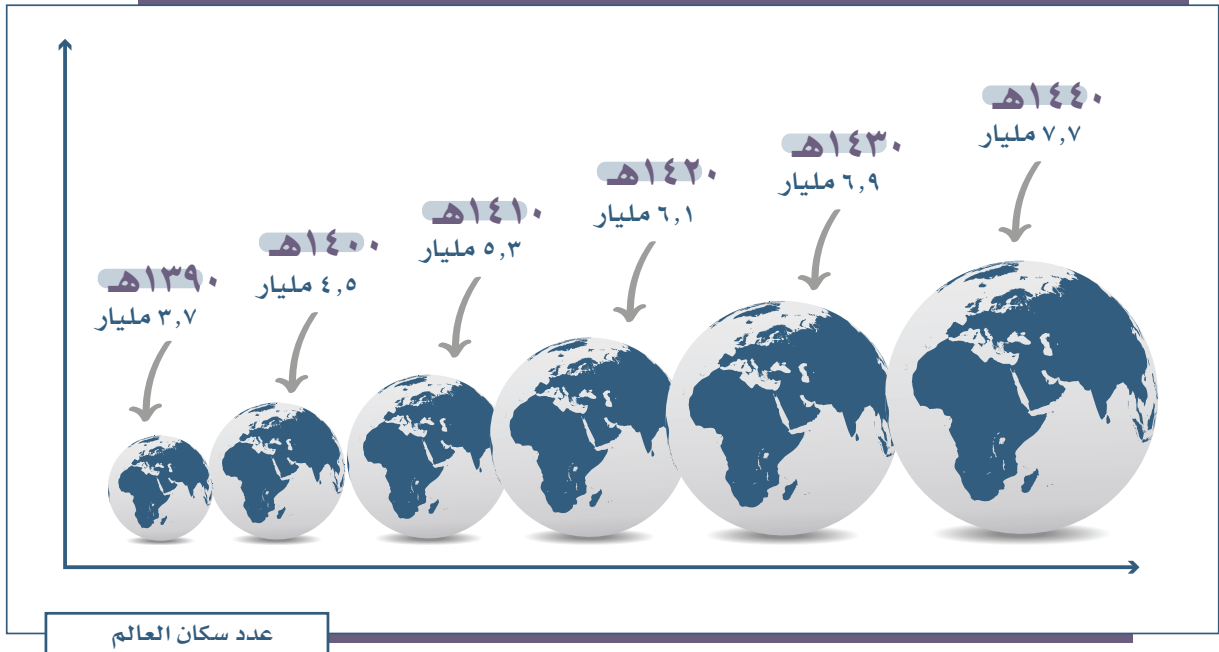 ١٣٩٠هـ
٣,٧ مليار
١٤٠٠هـ
٤,٥ مليار
١٤١٠هـ
٥,٣ مليار
١٤٢٠هـ
٦,١ مليار
١٤٣٠هـ
٦,٩ مليار
١٤٤٠هـ
٧,٧ مليار
عدد سكان العالم